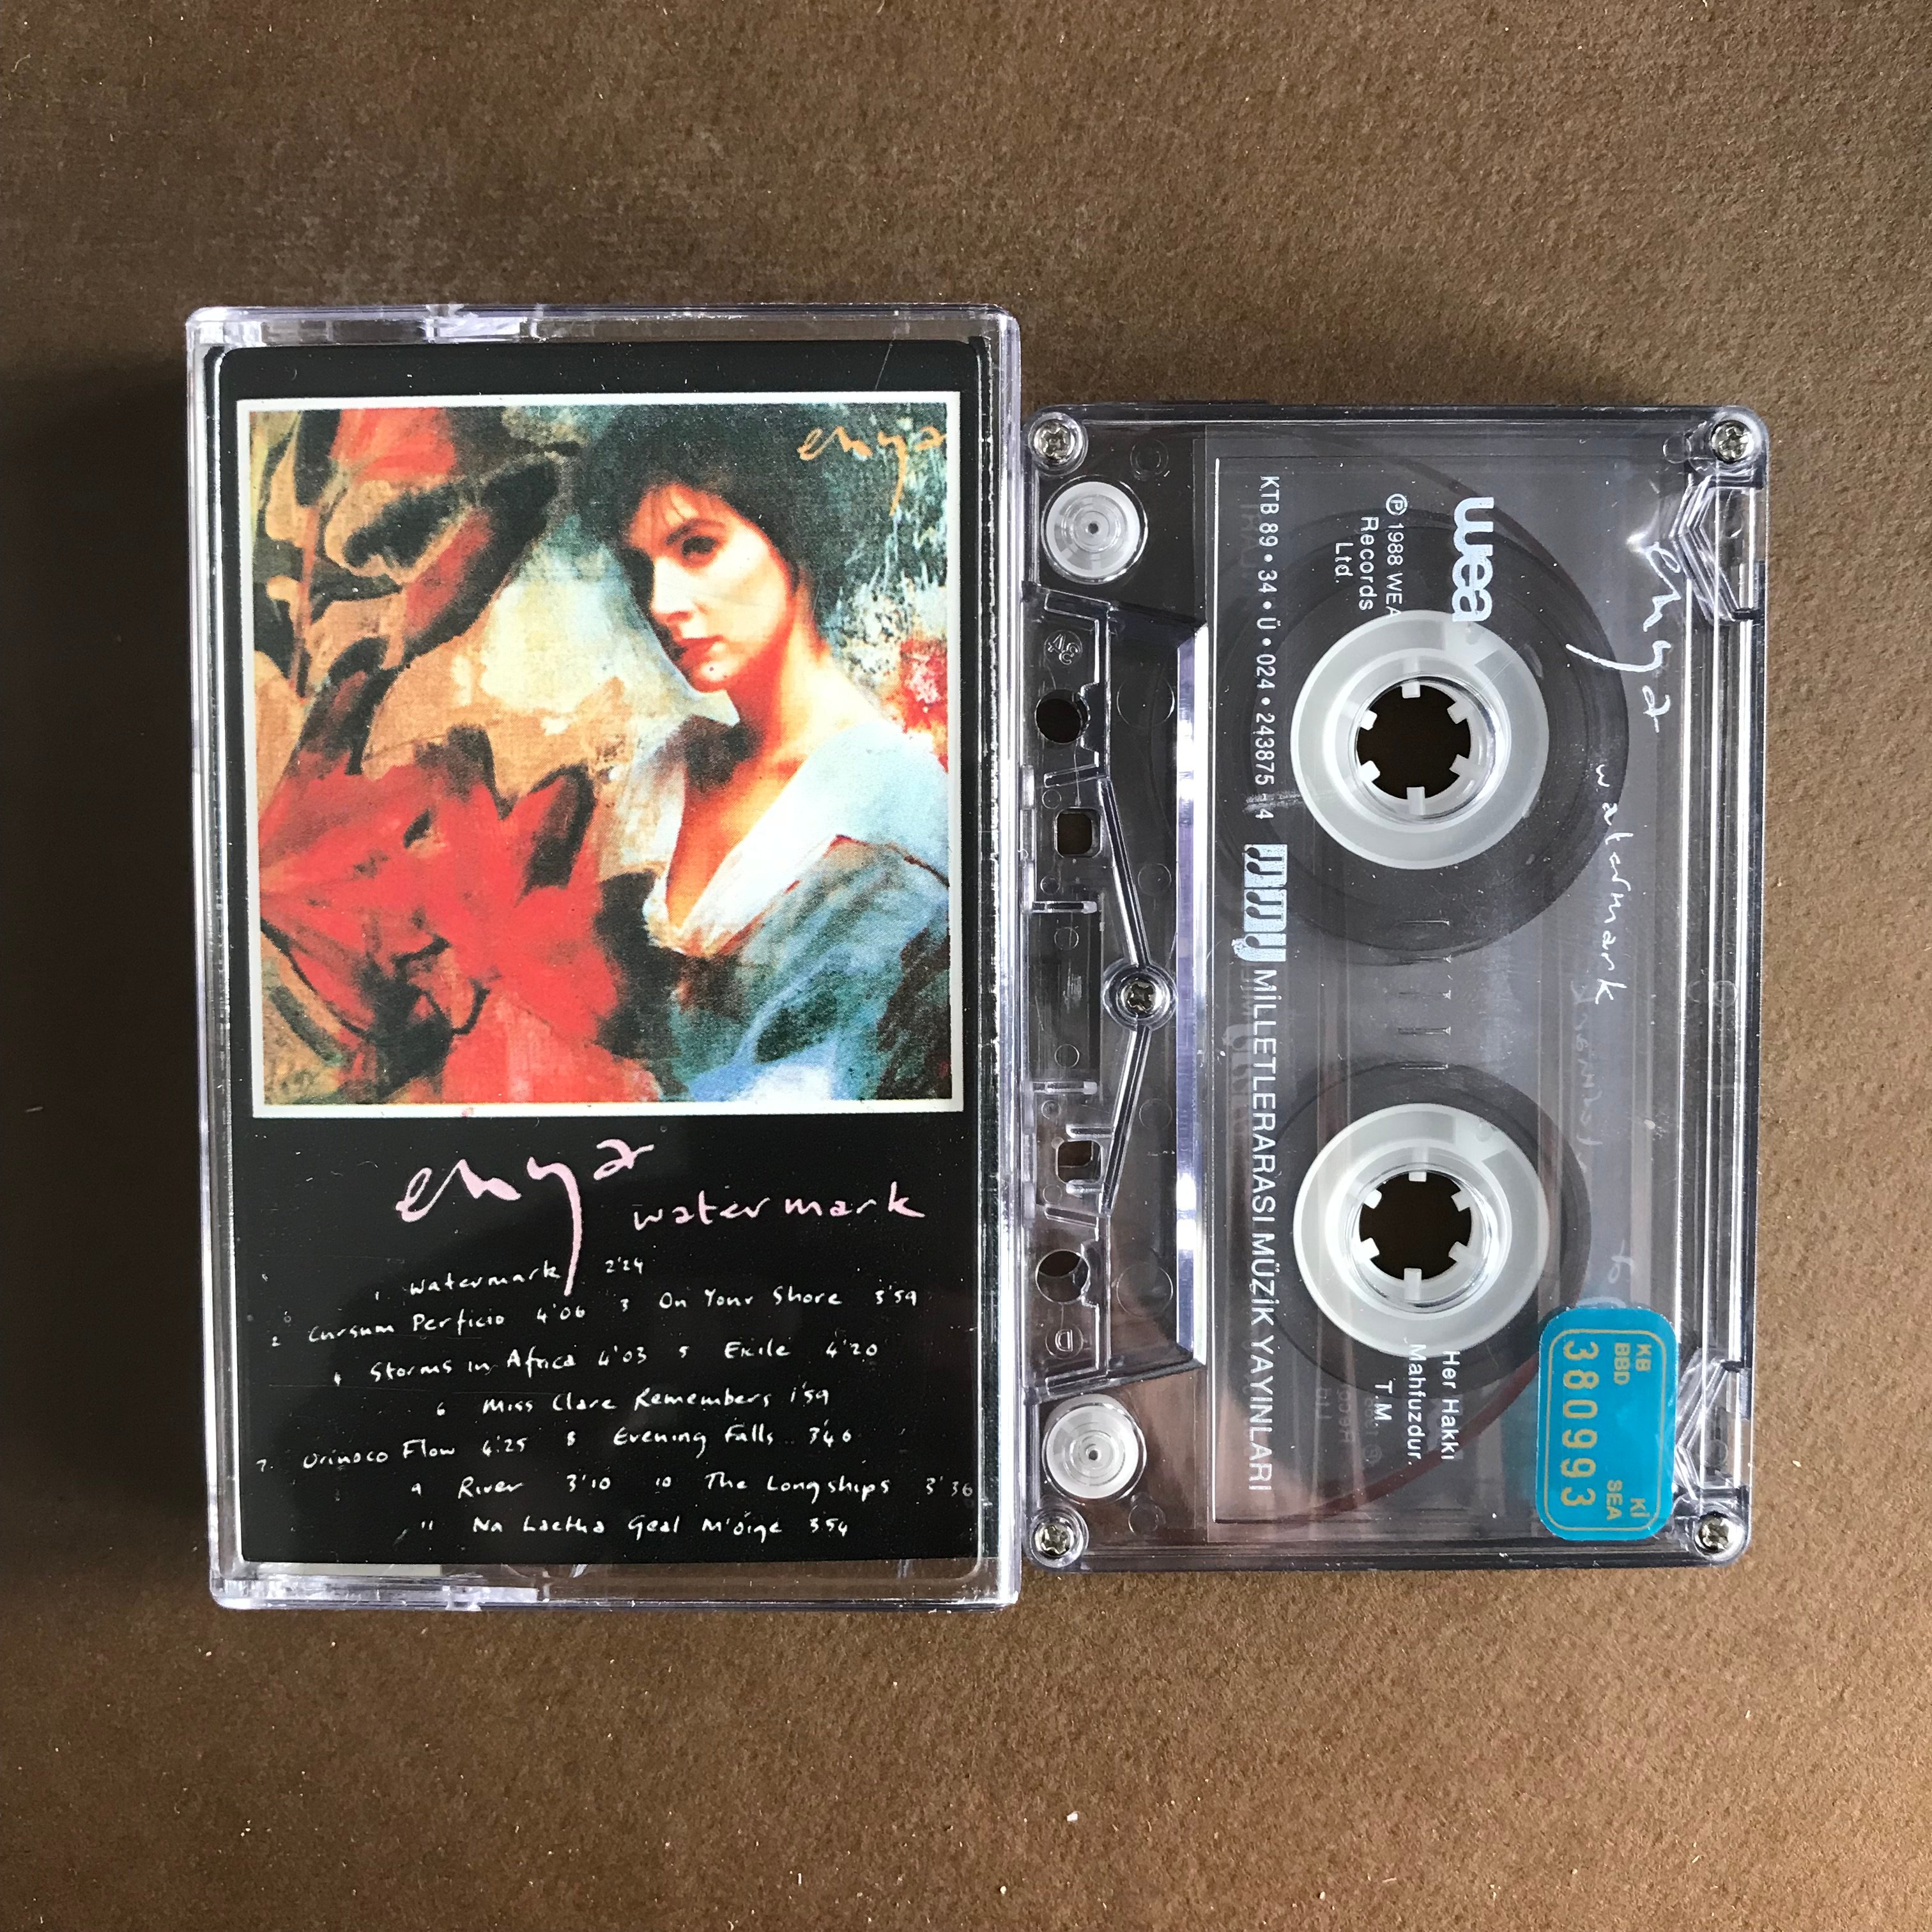 enya
enya
watermark
1 Watermark 2'24
2 Cursum Perficio 4'06 3 On Your Shore 3'59
4 Storms in Africa 4'03 5 Exile 4'20
6 Miss Clare Remembers 1'59
7. Orinoco Flow 4'25 8 Evening Falls.. 3'46
9 River 3'10 10 The Longships 3'36
11 Na Laetha Geal M'óige 3'54
enya watermark
wea
℗ 1988 WEA
Records
Ltd.
Her Hakkı
Mahfuzdur.
T.M.
KTB 89 • 34 • Ü • 024 • 243875 - 4 MMY MİLLETLERARASI MÜZİK YAYINLARI
KB Kİ
BBD SEA
380993
D